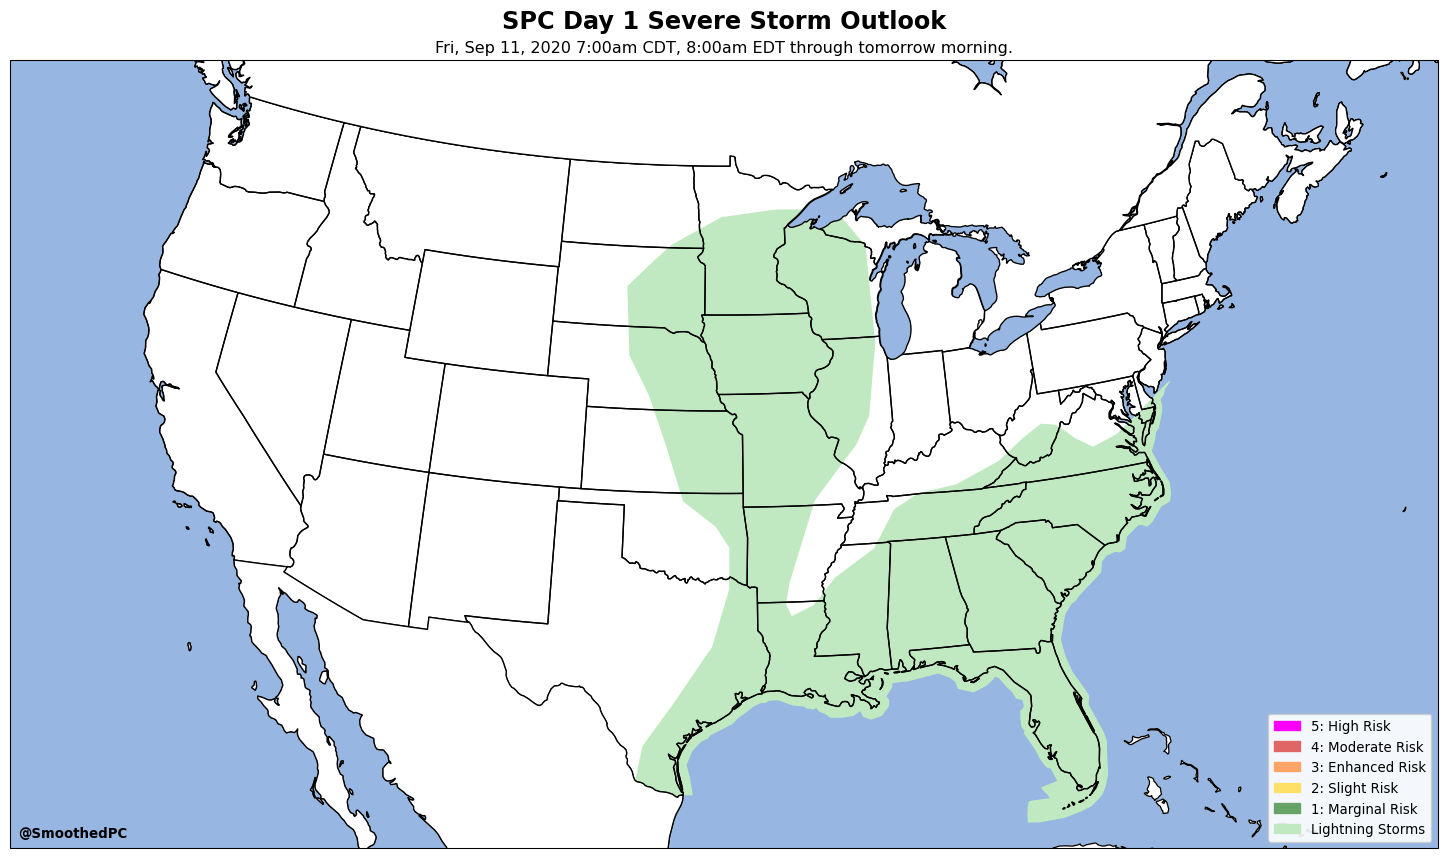 SPC Day 1 Severe Storm Outlook
Fri, Sep 11, 2020 7:00am CDT, 8:00am EDT through tomorrow morning.
5: High Risk
4: Moderate Risk
3: Enhanced Risk
2: Slight Risk
1: Marginal Risk
Lightning Storms
@SmoothedPC